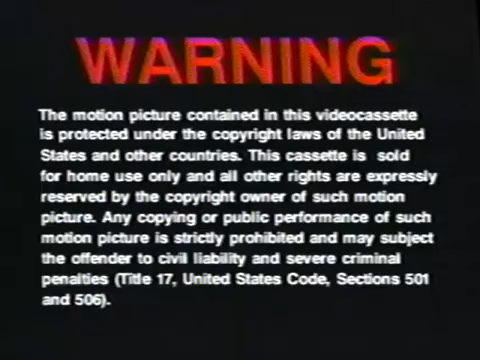 WARNING
The motion picture contained in this videocassette
is protected under the copyright laws of the United
States and other countries. This cassette is sold
for home use only and all other rights are expressly
reserved by the copyright owner of such motion
picture. Any copying or public performance of such
motion picture is strictly prohibited and may subject
the offender to civil liability and severe criminal
penalties (Title 17, United States Code, Sections 501
and 506).